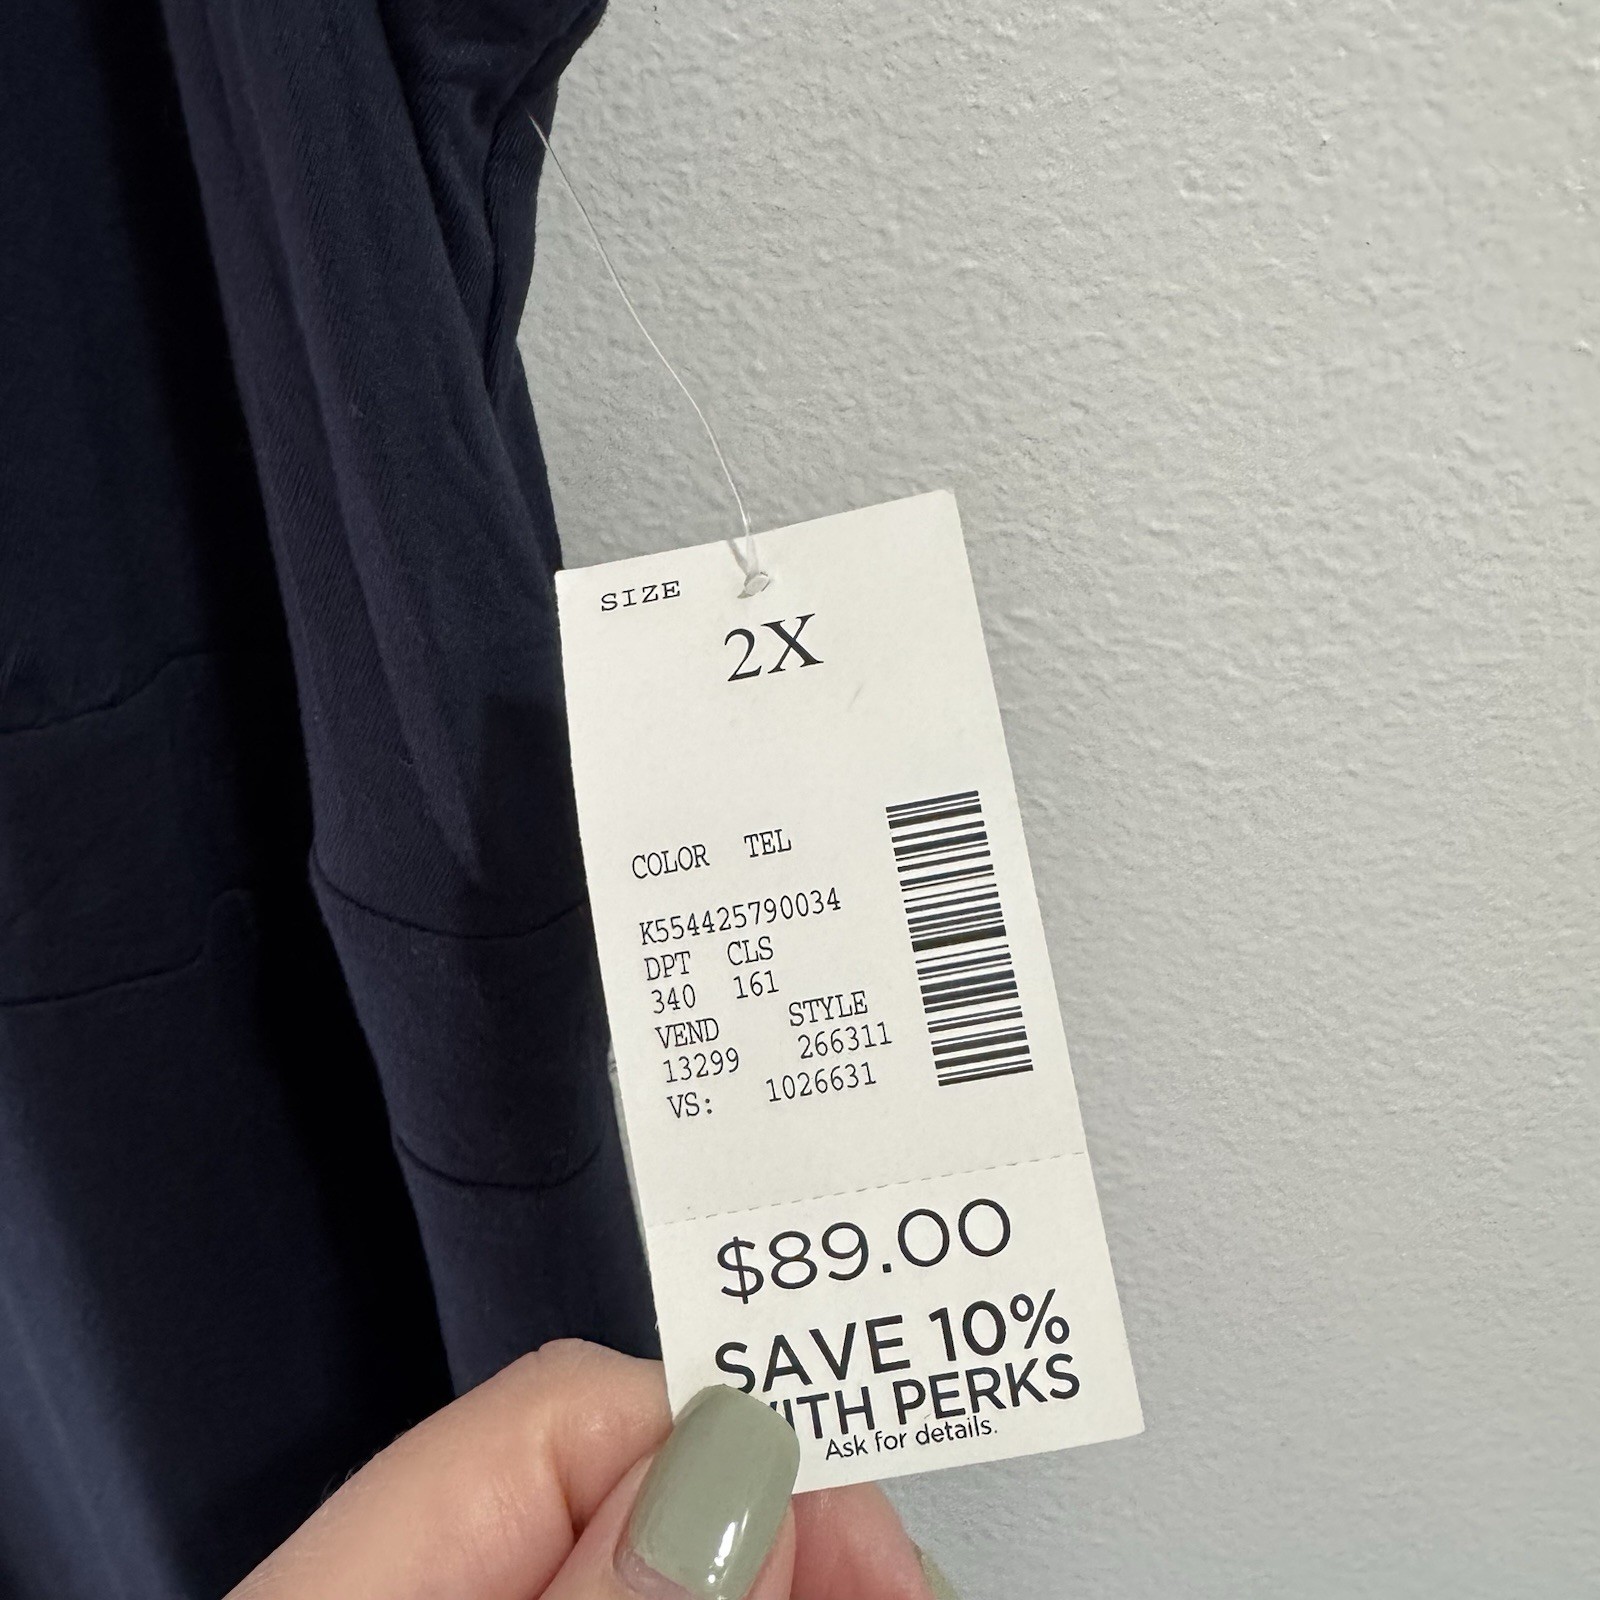 SIZE
2X
COLOR TEL
K554425790034
DPT CLS
340 161
VEND STYLE
13299 266311
VS: 1026631
$89.00
SAVE 10%
WITH PERKS
Ask for details.